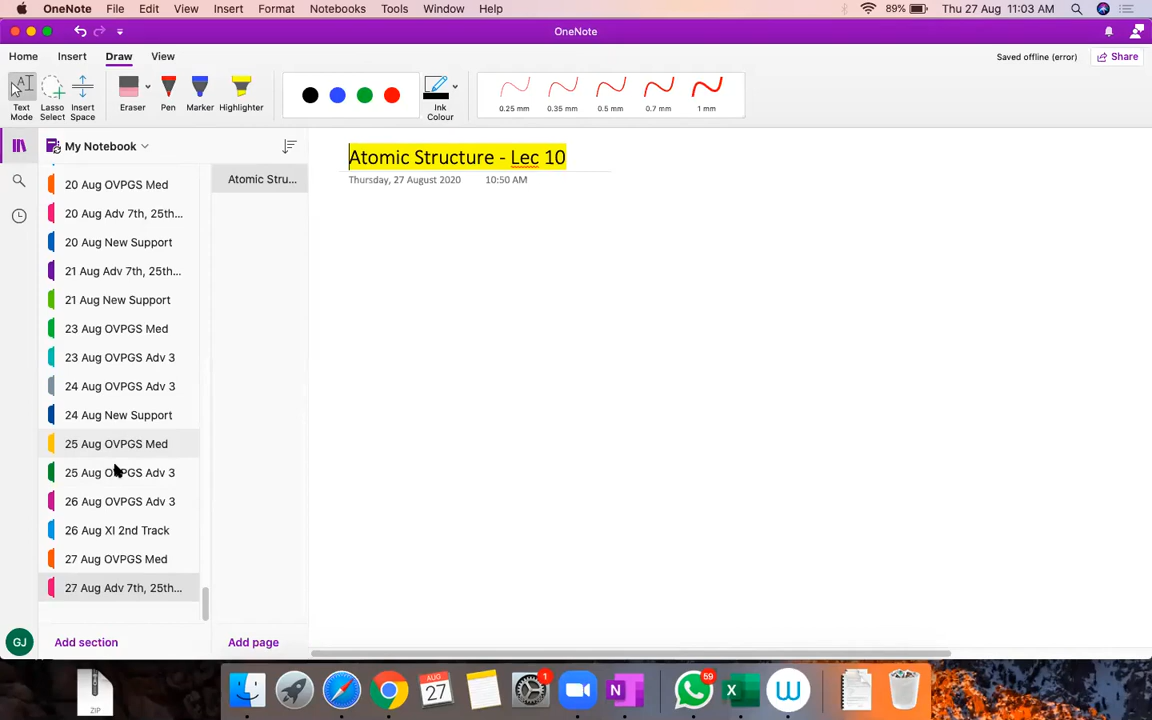 OneNote File Edit View Insert Format Notebooks Tools Window Help 89% Thu 27 Aug 11:03 AM
OneNote
Home Insert Draw View Saved offline (error) Share
Text Mode Lasso Select Insert Space Eraser Pen Marker Highlighter Ink Colour 0.25 mm 0.35 mm 0.5 mm 0.7 mm 1 mm
My Notebook
20 Aug OVPGS Med
20 Aug Adv 7th, 25th...
20 Aug New Support
21 Aug Adv 7th, 25th...
21 Aug New Support
23 Aug OVPGS Med
23 Aug OVPGS Adv 3
24 Aug OVPGS Adv 3
24 Aug New Support
25 Aug OVPGS Med
25 Aug OVPGS Adv 3
26 Aug OVPGS Adv 3
26 Aug XI 2nd Track
27 Aug OVPGS Med
27 Aug Adv 7th, 25th...
Add section
Atomic Stru...
Add page
Atomic Structure - Lec 10
Thursday, 27 August 2020 10:50 AM
GJ
ZIP
AUG
27
1
N
59
X
W